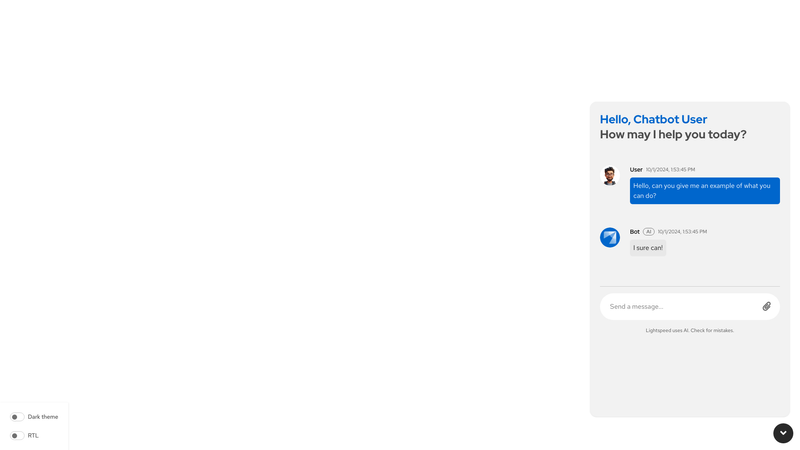 Hello, Chatbot User
How may I help you today?
User 10/1/2024, 1:53:45 PM
Hello, can you give me an example of what you
can do?
Bot AI 10/1/2024, 1:53:45 PM
I sure can!
Send a message...
Lightspeed uses AI. Check for mistakes.
Dark theme
RTL